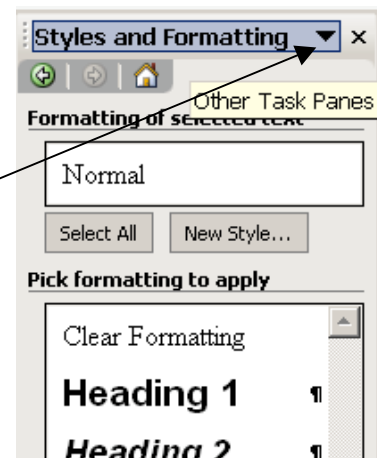 Styles and Formatting
Other Task Panes
Formatting of selected text
Normal
Select All New Style...
Pick formatting to apply
Clear Formatting
Heading 1 ¶
Heading 2 ¶